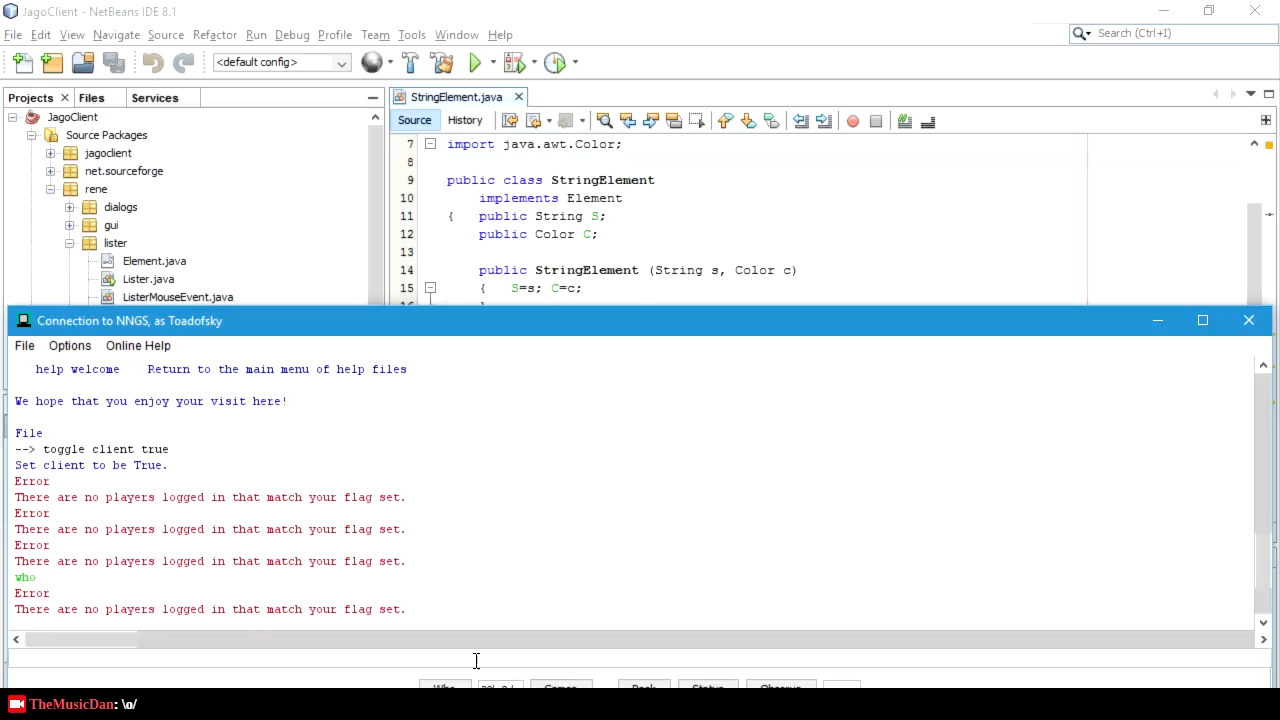 JagoClient - NetBeans IDE 8.1
File Edit View Navigate Source Refactor Run Debug Profile Team Tools Window Help
Search (Ctrl+I)
<default config>
Projects Files Services
JagoClient
Source Packages
jagoclient
net.sourceforge
rene
dialogs
gui
lister
Element.java
Lister.java
ListerMouseEvent.java
StringElement.java
Source History
7 import java.awt.Color;
8
9 public class StringElement
10 implements Element
11 { public String S;
12 public Color C;
13
14 public StringElement (String s, Color c)
15 { S=s; C=c;
Connection to NNGS, as Toadofsky
File Options Online Help
help welcome Return to the main menu of help files
We hope that you enjoy your visit here!
File
--> toggle client true
Set client to be True.
Error
There are no players logged in that match your flag set.
Error
There are no players logged in that match your flag set.
Error
There are no players logged in that match your flag set.
who
Error
There are no players logged in that match your flag set.
Who Games Peek Status Observe
TheMusicDan: \o/